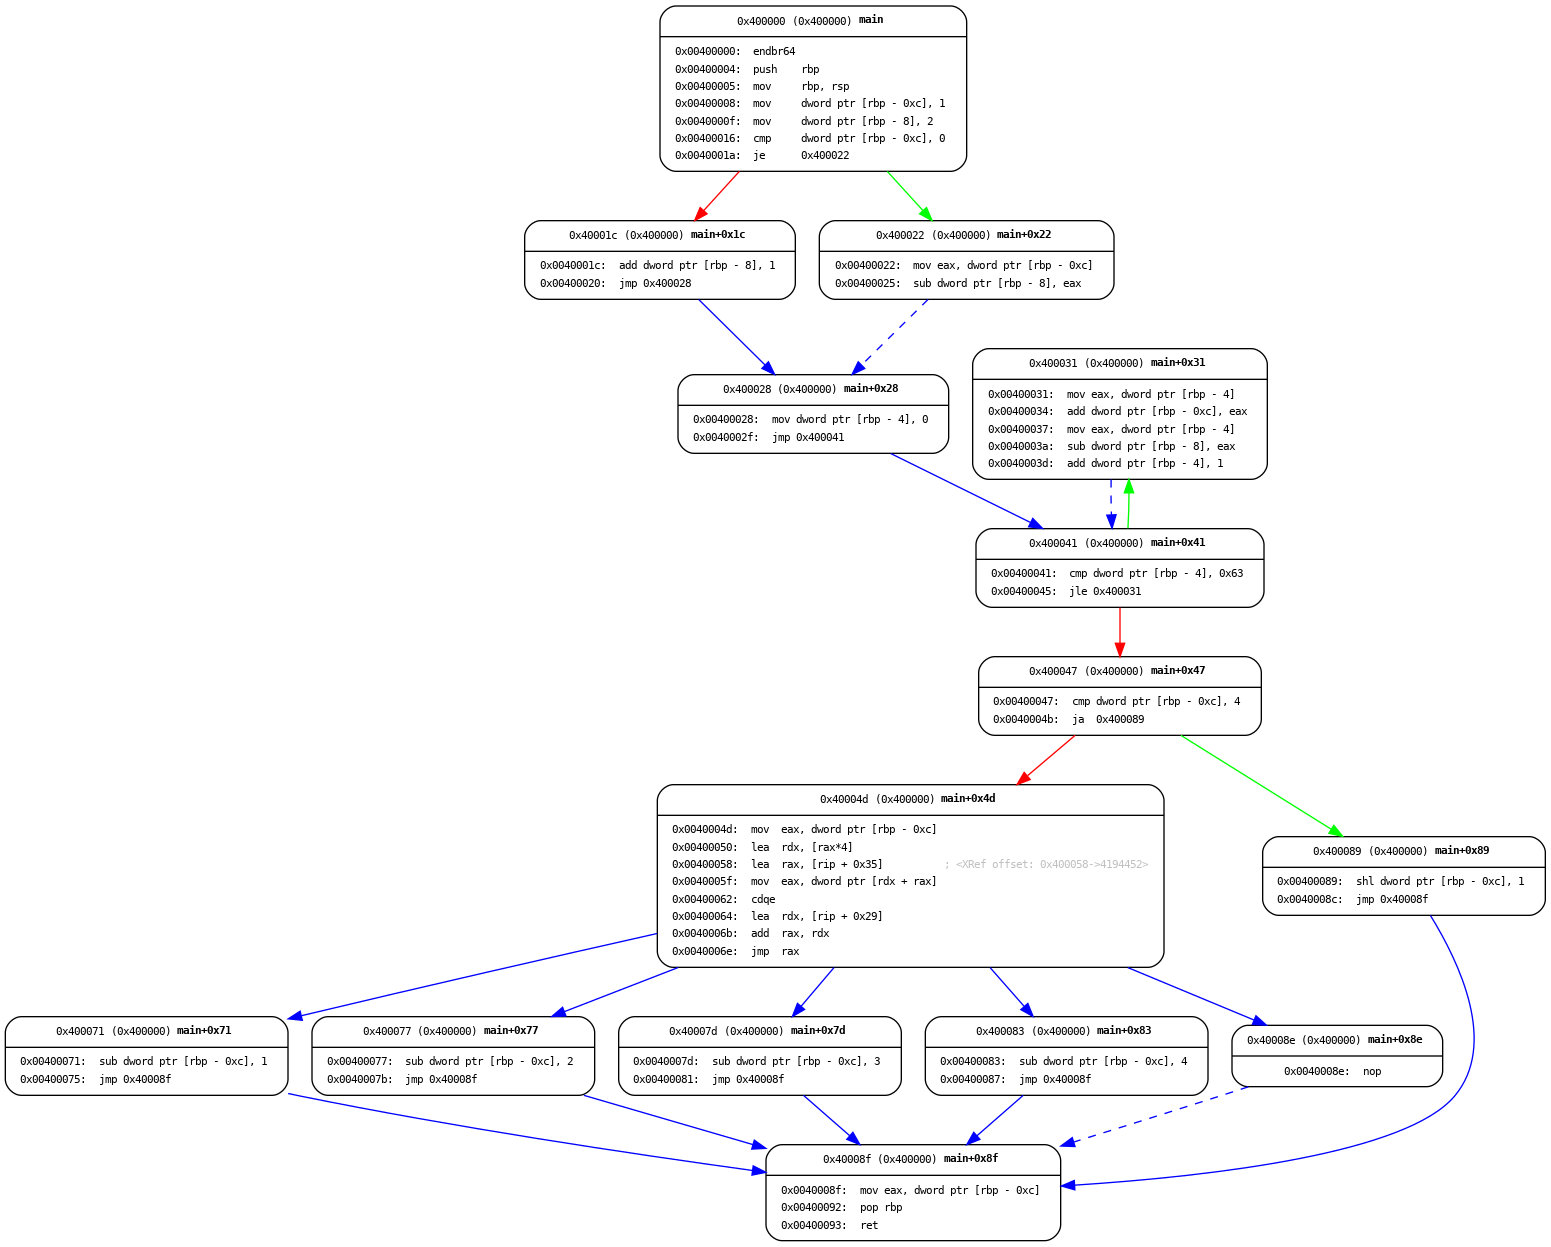 0x400000 (0x400000) main
0x00400000:  endbr64
0x00400004:  push    rbp
0x00400005:  mov     rbp, rsp
0x00400008:  mov     dword ptr [rbp - 0xc], 1
0x0040000f:  mov     dword ptr [rbp - 8], 2
0x00400016:  cmp     dword ptr [rbp - 0xc], 0
0x0040001a:  je      0x400022
0x40001c (0x400000) main+0x1c
0x0040001c:  add dword ptr [rbp - 8], 1
0x00400020:  jmp 0x400028
0x400022 (0x400000) main+0x22
0x00400022:  mov eax, dword ptr [rbp - 0xc]
0x00400025:  sub dword ptr [rbp - 8], eax
0x400028 (0x400000) main+0x28
0x00400028:  mov dword ptr [rbp - 4], 0
0x0040002f:  jmp 0x400041
0x400031 (0x400000) main+0x31
0x00400031:  mov eax, dword ptr [rbp - 4]
0x00400034:  add dword ptr [rbp - 0xc], eax
0x00400037:  mov eax, dword ptr [rbp - 4]
0x0040003a:  sub dword ptr [rbp - 8], eax
0x0040003d:  add dword ptr [rbp - 4], 1
0x400041 (0x400000) main+0x41
0x00400041:  cmp dword ptr [rbp - 4], 0x63
0x00400045:  jle 0x400031
0x400047 (0x400000) main+0x47
0x00400047:  cmp dword ptr [rbp - 0xc], 4
0x0040004b:  ja  0x400089
0x40004d (0x400000) main+0x4d
0x0040004d:  mov  eax, dword ptr [rbp - 0xc]
0x00400050:  lea  rdx, [rax*4]
0x00400058:  lea  rax, [rip + 0x35]          ; <XRef offset: 0x400058->4194452>
0x0040005f:  mov  eax, dword ptr [rdx + rax]
0x00400062:  cdqe
0x00400064:  lea  rdx, [rip + 0x29]
0x0040006b:  add  rax, rdx
0x0040006e:  jmp  rax
0x400089 (0x400000) main+0x89
0x00400089:  shl dword ptr [rbp - 0xc], 1
0x0040008c:  jmp 0x40008f
0x400071 (0x400000) main+0x71
0x00400071:  sub dword ptr [rbp - 0xc], 1
0x00400075:  jmp 0x40008f
0x400077 (0x400000) main+0x77
0x00400077:  sub dword ptr [rbp - 0xc], 2
0x0040007b:  jmp 0x40008f
0x40007d (0x400000) main+0x7d
0x0040007d:  sub dword ptr [rbp - 0xc], 3
0x00400081:  jmp 0x40008f
0x400083 (0x400000) main+0x83
0x00400083:  sub dword ptr [rbp - 0xc], 4
0x00400087:  jmp 0x40008f
0x40008e (0x400000) main+0x8e
0x0040008e:  nop
0x40008f (0x400000) main+0x8f
0x0040008f:  mov eax, dword ptr [rbp - 0xc]
0x00400092:  pop rbp
0x00400093:  ret